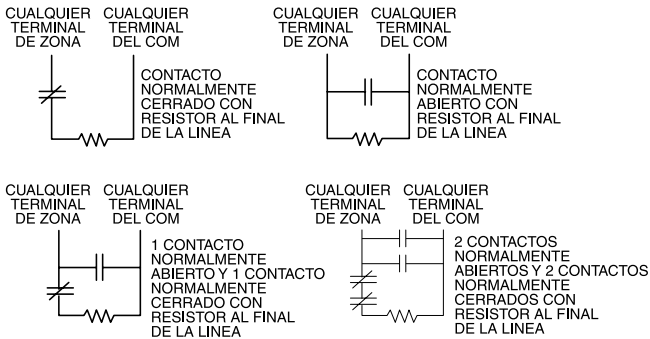 CUALQUIER
TERMINAL
DE ZONA
CUALQUIER
TERMINAL
DEL COM
CONTACTO
NORMALMENTE
CERRADO CON
RESISTOR AL FINAL
DE LA LINEA
CUALQUIER
TERMINAL
DE ZONA
CUALQUIER
TERMINAL
DEL COM
CONTACTO
NORMALMENTE
ABIERTO CON
RESISTOR AL FINAL
DE LA LINEA
CUALQUIER
TERMINAL
DE ZONA
CUALQUIER
TERMINAL
DEL COM
1 CONTACTO
NORMALMENTE
ABIERTO Y 1 CONTACTO
NORMALMENTE
CERRADO CON
RESISTOR AL FINAL
DE LA LINEA
CUALQUIER
TERMINAL
DE ZONA
CUALQUIER
TERMINAL
DEL COM
2 CONTACTOS
NORMALMENTE
ABIERTOS Y 2 CONTACTOS
NORMALMENTE
CERRADOS CON
RESISTOR AL FINAL
DE LA LINEA